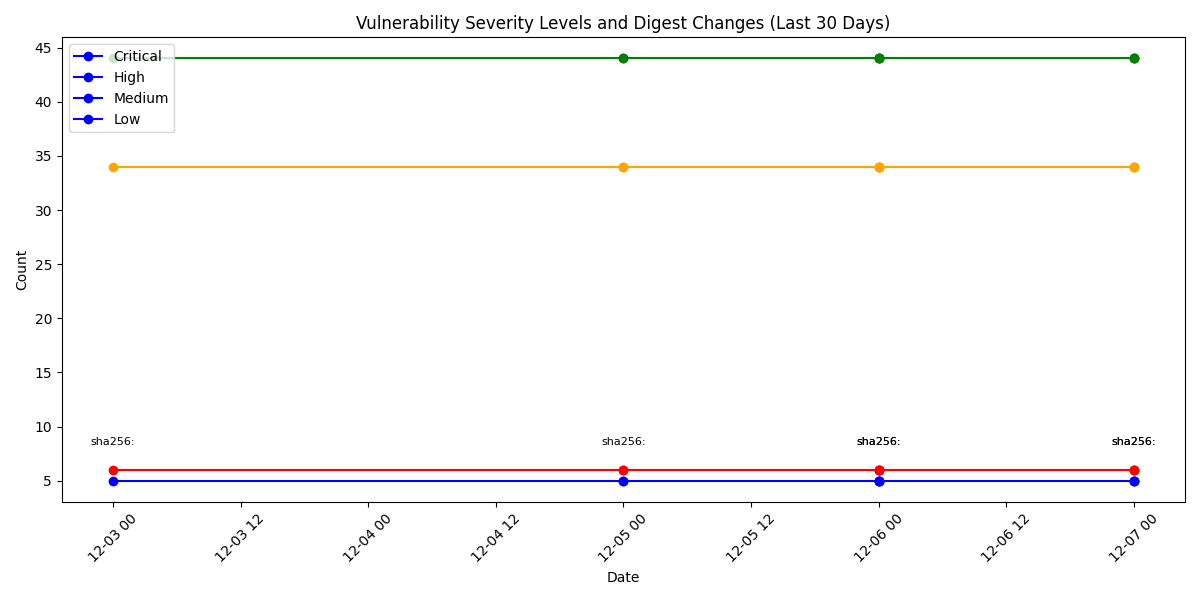 Vulnerability Severity Levels and Digest Changes (Last 30 Days)
Critical
High
Medium
Low
45
40
35
30
25
20
15
10
5
Count
sha256:
sha256:
sha256:
sha256:
12-03 00
12-03 12
12-04 00
12-04 12
12-05 00
12-05 12
12-06 00
12-06 12
12-07 00
Date